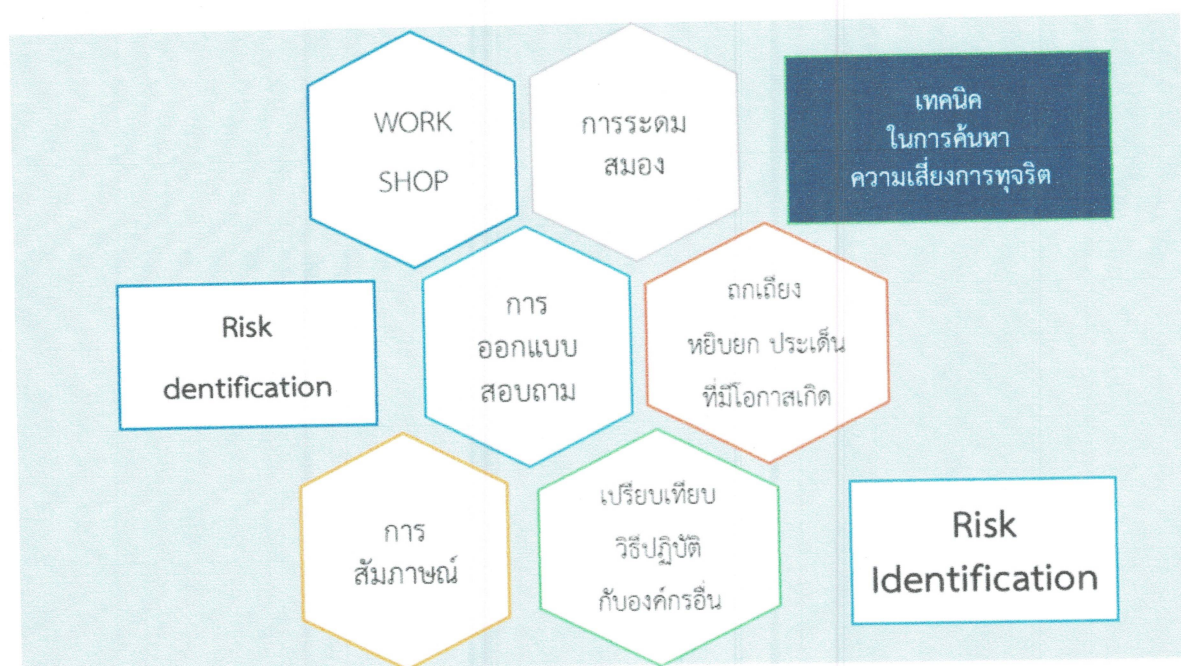 WORK
SHOP
การระดม
สมอง
เทคนิค
ในการค้นหา
ความเสี่ยงการทุจริต
Risk
dentification
การ
ออกแบบ
สอบถาม
ถกเถียง
หยิบยก ประเด็น
ที่มีโอกาสเกิด
การ
สัมภาษณ์
เปรียบเทียบ
วิธีปฏิบัติ
กับองค์กรอื่น
Risk
Identification